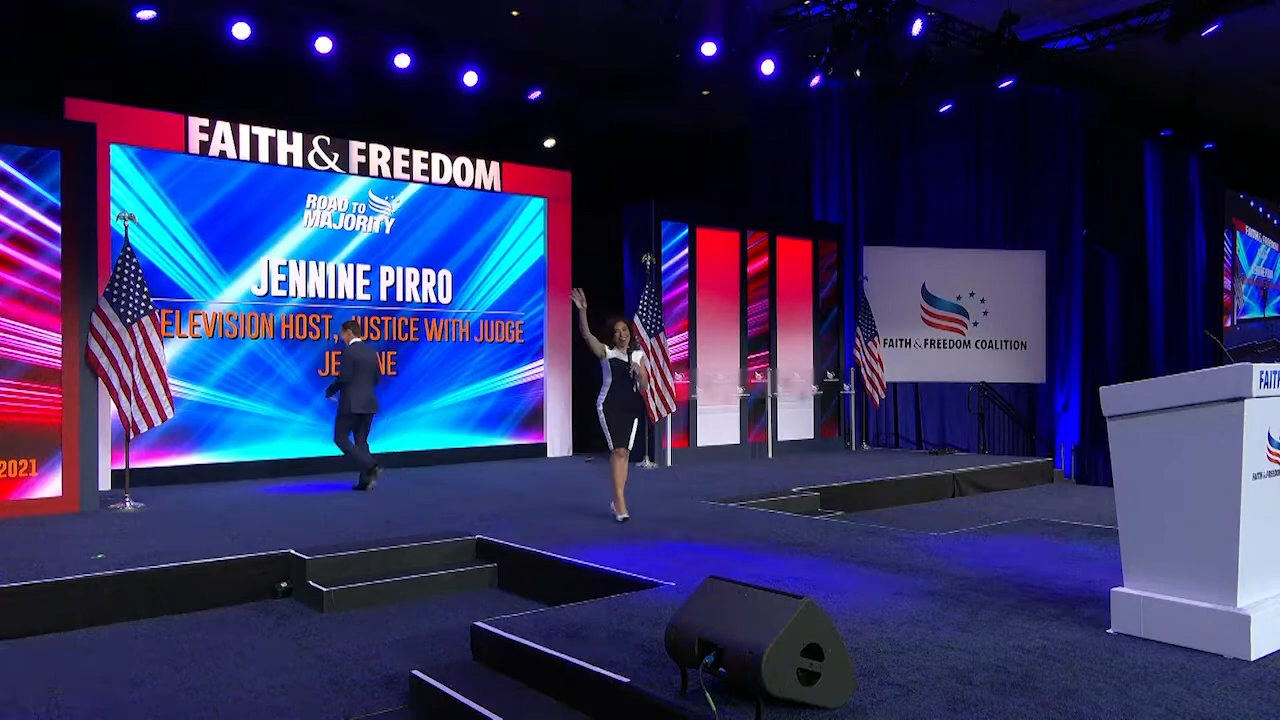 FAITH & FREEDOM
ROAD TO
MAJORITY
JENNINE PIRRO
ELEVISION HOST, JUSTICE WITH JUDGE
JE NE
2021
FAITH & FREEDOM COALITION
FAITH